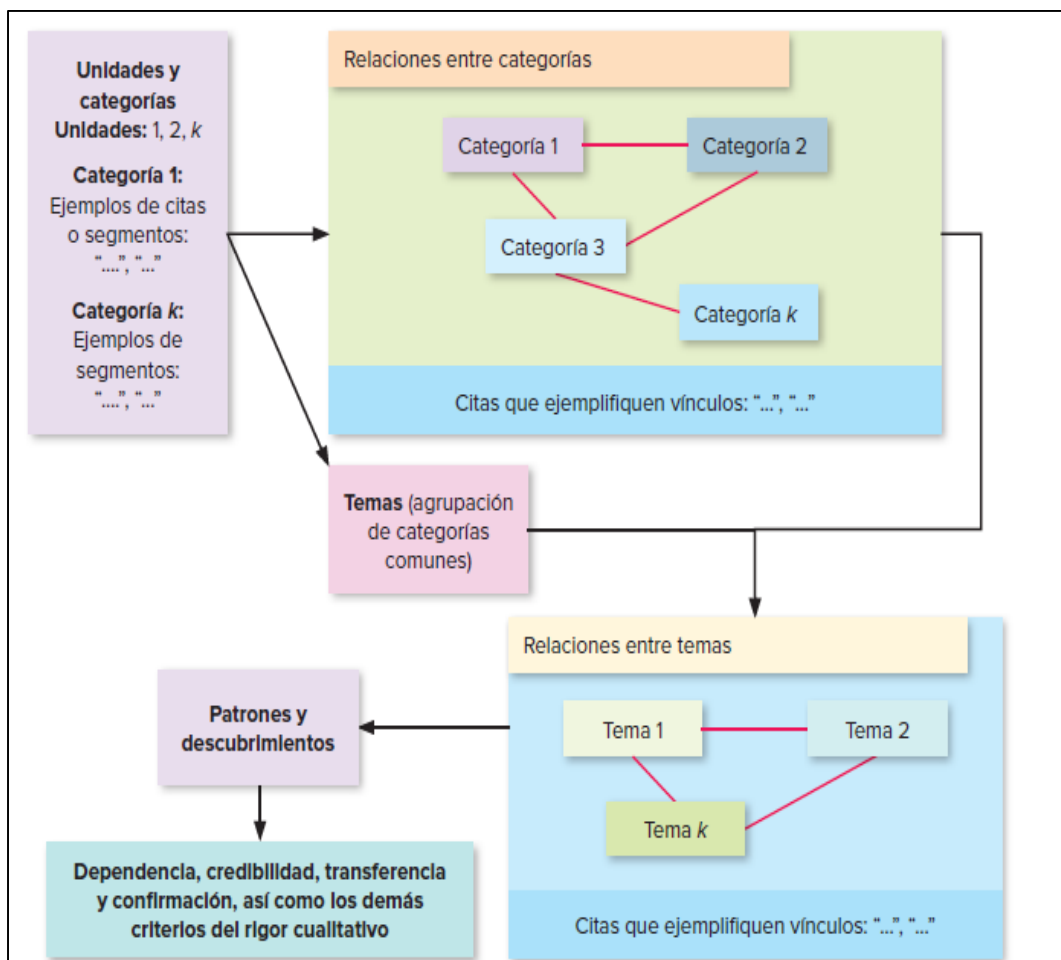 Unidades y
categorías
Unidades: 1, 2, k
Categoría 1:
Ejemplos de citas
o segmentos:
“....”, “...”
Categoría k:
Ejemplos de
segmentos:
“....”, “...”
Relaciones entre categorías
Categoría 1
Categoría 2
Categoría 3
Categoría k
Citas que ejemplifiquen vínculos: “...”, “...”
Temas (agrupación
de categorías
comunes)
Relaciones entre temas
Tema 1
Tema 2
Tema k
Citas que ejemplifiquen vínculos: “...”, “...”
Patrones y
descubrimientos
Dependencia, credibilidad, transferencia
y confirmación, así como los demás
criterios del rigor cualitativo